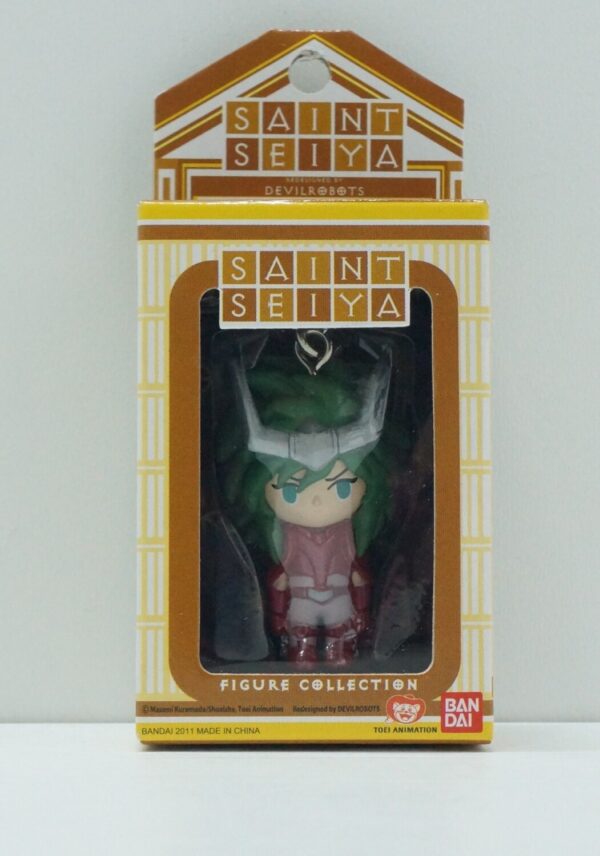 SAINT
SEIYA
REDESIGNED BY
DEVILROBOTS
SAINT
SEIYA
FIGURE COLLECTION
©Masami Kurumada/Shueisha, Toei Animation Redesigned by DEVILROBOTS
BANDAI 2011 MADE IN CHINA
TOEI ANIMATION
BAN
DAI